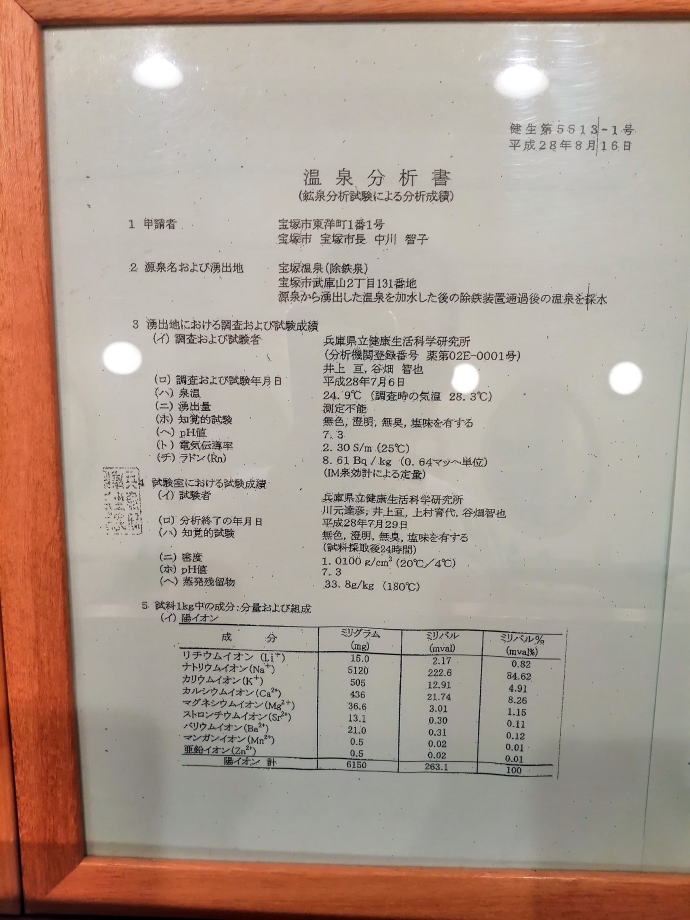 健生第5513-1号
平成28年8月16日
温泉分析書
(鉱泉分析試験による分析成績)
1 申請者 宝塚市東洋町1番1号
宝塚市 宝塚市長 中川 智子
2 源泉名および湧出地 宝塚温泉(除鉄泉)
宝塚市武庫山2丁目131番地
源泉から湧出した温泉を加水した後の除鉄装置通過後の温泉を採水
3 湧出地における調査および試験成績
(イ) 調査および試験者 兵庫県立健康生活科学研究所
(分析機関登録番号 薬第02E-0001号)
井上 亘, 谷畑 智也
(ロ) 調査および試験年月日 平成28年7月6日
(ハ) 泉温 24.9℃ (調査時の気温 28.3℃)
(ニ) 湧出量 測定不能
(ホ) 知覚的試験 無色, 澄明, 無臭, 塩味を有する
(ヘ) pH値 7.3
(ト) 電気伝導率 2.30 S/m (25℃)
(チ) ラドン(Rn) 8.61 Bq/kg (0.64マッヘ単位)
(IM泉効計による定量)
4 試験室における試験成績
(イ) 試験者 兵庫県立健康生活科学研究所
川元達彦, 井上亘, 上村育代, 谷畑智也
(ロ) 分析終了の年月日 平成28年7月29日
(ハ) 知覚的試験 無色, 澄明, 無臭, 塩味を有する
(試料採取後24時間)
(ニ) 密度 1.0100 g/cm³ (20℃/4℃)
(ホ) pH値 7.3
(ヘ) 蒸発残留物 33.8g/kg (180℃)
5 試料1kg中の成分:分量および組成
(イ) 陽イオン
成分 ミリグラム(mg) ミリバル(mval) ミリバル%(mval%)
リチウムイオン (Li⁺) 15.0 2.17 0.82
ナトリウムイオン(Na⁺) 5120 222.6 84.62
カリウムイオン(K⁺) 505 12.91 4.91
カルシウムイオン(Ca²⁺) 436 21.74 8.26
マグネシウムイオン(Mg²⁺) 36.6 3.01 1.15
ストロンチウムイオン(Sr²⁺) 13.1 0.30 0.11
バリウムイオン(Ba²⁺) 21.0 0.31 0.12
マンガンイオン(Mn²⁺) 0.5 0.02 0.01
亜鉛イオン(Zn²⁺) 0.5 0.02 0.01
陽イオン 計 6150 263.1 100